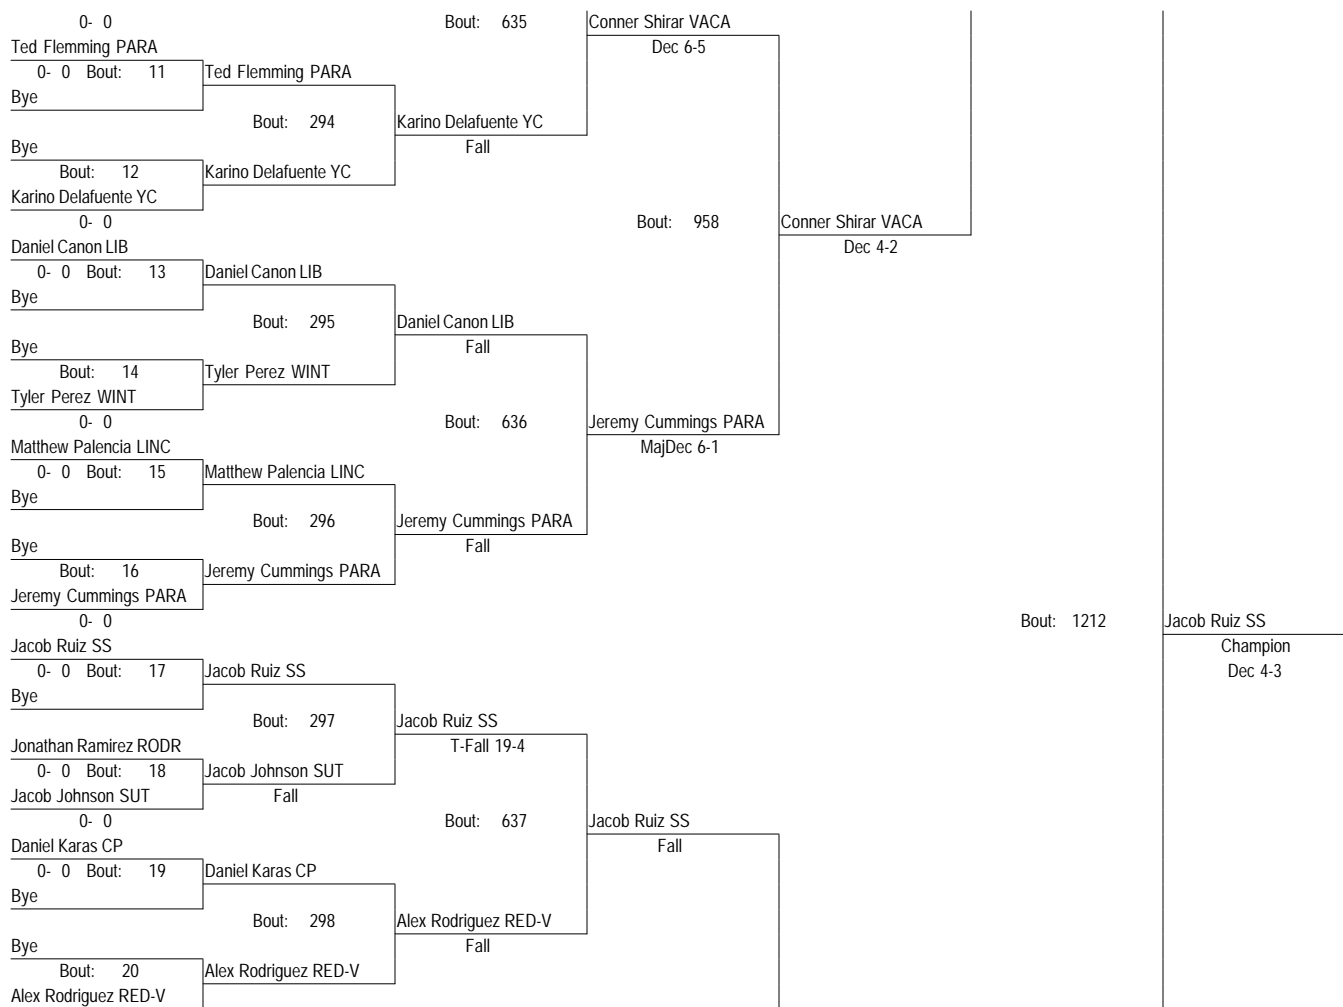 0- 0
Bout: 635
Conner Shirar VACA
Ted Flemming PARA
Dec 6-5
0- 0 Bout: 11
Ted Flemming PARA
Bye
Bout: 294
Karino Delafuente YC
Bye
Fall
Bout: 12
Karino Delafuente YC
Karino Delafuente YC
0- 0
Bout: 958
Conner Shirar VACA
Daniel Canon LIB
Dec 4-2
0- 0 Bout: 13
Daniel Canon LIB
Bye
Bout: 295
Daniel Canon LIB
Bye
Fall
Bout: 14
Tyler Perez WINT
Tyler Perez WINT
0- 0
Bout: 636
Jeremy Cummings PARA
Matthew Palencia LINC
MajDec 6-1
0- 0 Bout: 15
Matthew Palencia LINC
Bye
Bout: 296
Jeremy Cummings PARA
Bye
Fall
Bout: 16
Jeremy Cummings PARA
Jeremy Cummings PARA
0- 0
Bout: 1212
Jacob Ruiz SS
Jacob Ruiz SS
Champion
0- 0 Bout: 17
Jacob Ruiz SS
Dec 4-3
Bye
Bout: 297
Jacob Ruiz SS
Jonathan Ramirez RODR
T-Fall 19-4
0- 0 Bout: 18
Jacob Johnson SUT
Jacob Johnson SUT
Fall
0- 0
Bout: 637
Jacob Ruiz SS
Daniel Karas CP
Fall
0- 0 Bout: 19
Daniel Karas CP
Bye
Bout: 298
Alex Rodriguez RED-V
Bye
Fall
Bout: 20
Alex Rodriguez RED-V
Alex Rodriguez RED-V